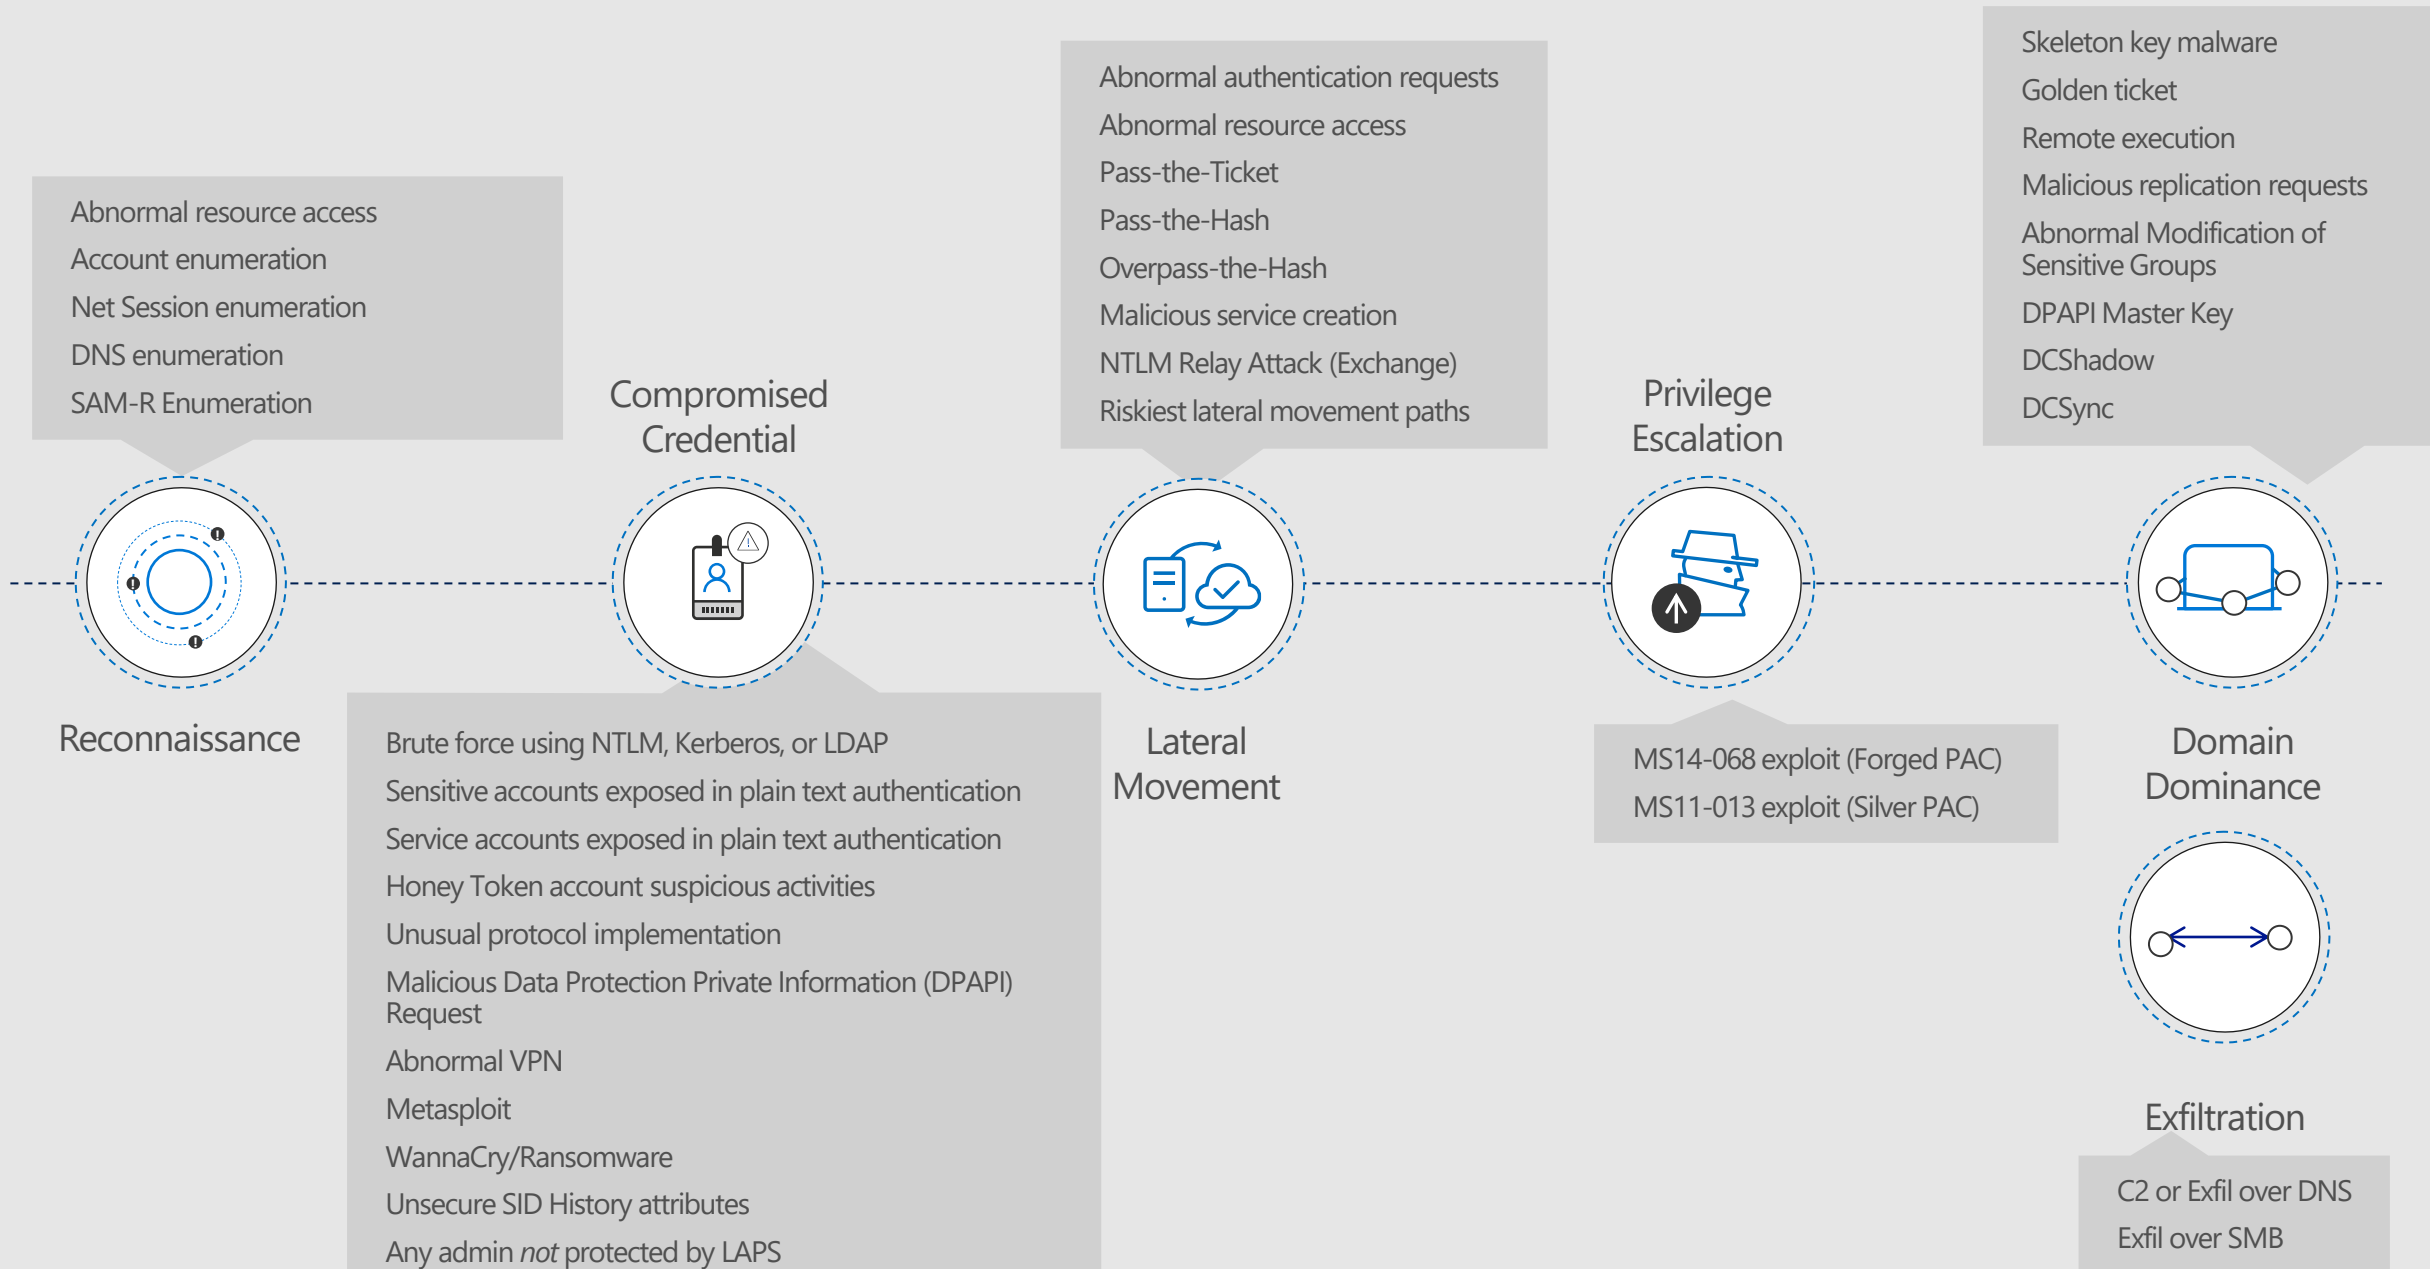 Abnormal resource access
Account enumeration
Net Session enumeration
DNS enumeration
SAM-R Enumeration
Reconnaissance
Compromised
Credential
Brute force using NTLM, Kerberos, or LDAP
Sensitive accounts exposed in plain text authentication
Service accounts exposed in plain text authentication
Honey Token account suspicious activities
Unusual protocol implementation
Malicious Data Protection Private Information (DPAPI)
Request
Abnormal VPN
Metasploit
WannaCry/Ransomware
Unsecure SID History attributes
Any admin not protected by LAPS
Abnormal authentication requests
Abnormal resource access
Pass-the-Ticket
Pass-the-Hash
Overpass-the-Hash
Malicious service creation
NTLM Relay Attack (Exchange)
Riskiest lateral movement paths
Lateral
Movement
Privilege
Escalation
MS14-068 exploit (Forged PAC)
MS11-013 exploit (Silver PAC)
Skeleton key malware
Golden ticket
Remote execution
Malicious replication requests
Abnormal Modification of
Sensitive Groups
DPAPI Master Key
DCShadow
DCSync
Domain
Dominance
Exfiltration
C2 or Exfil over DNS
Exfil over SMB